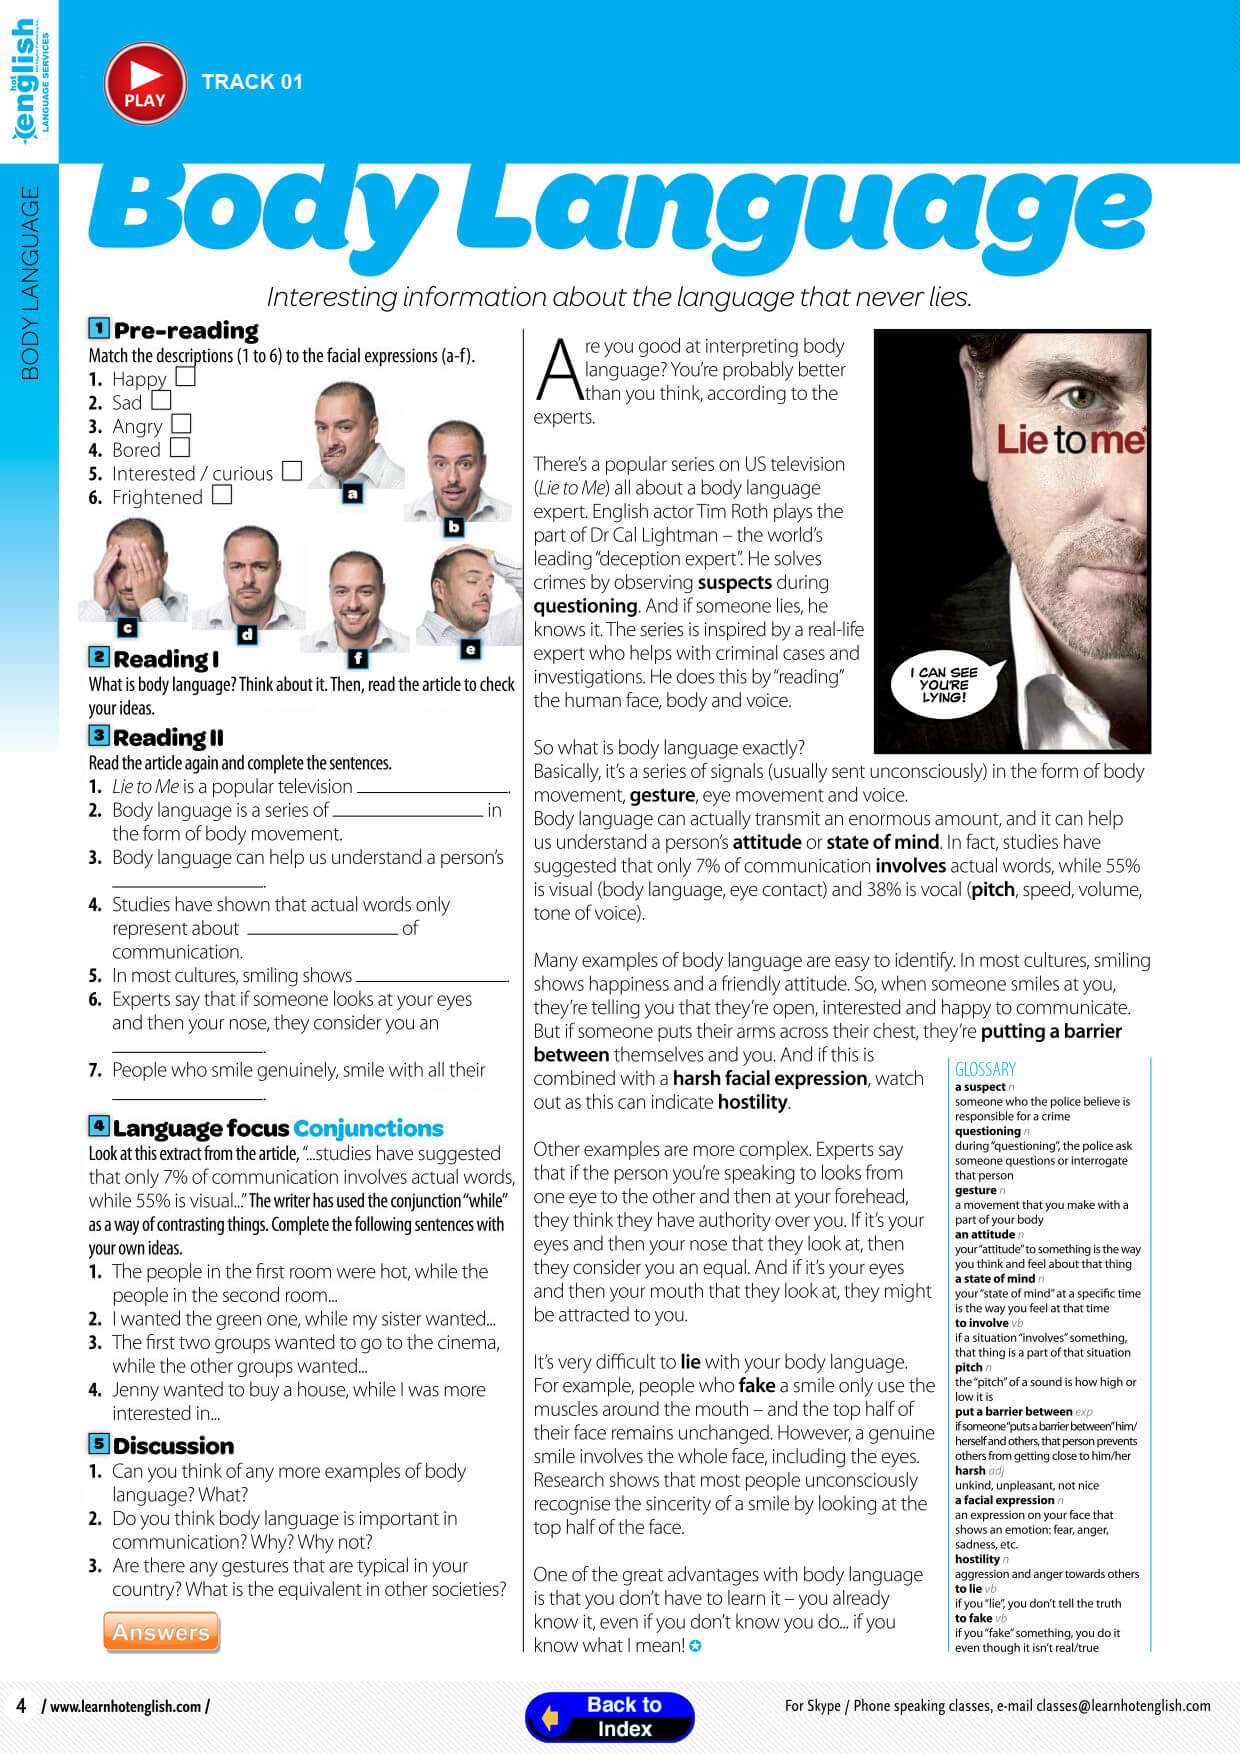 hot
english
LANGUAGE SERVICES
BODY LANGUAGE
PLAY
TRACK 01
Body Language
Interesting information about the language that never lies.
1 Pre-reading
Match the descriptions (1 to 6) to the facial expressions (a-f).
1. Happy
2. Sad
3. Angry
4. Bored
5. Interested / curious
6. Frightened
a
b
c
d
f
e
2 Reading I
What is body language? Think about it. Then, read the article to check
your ideas.
3 Reading II
Read the article again and complete the sentences.
1. Lie to Me is a popular television ________.
2. Body language is a series of ________ in
the form of body movement.
3. Body language can help us understand a person's
________.
4. Studies have shown that actual words only
represent about ________ of
communication.
5. In most cultures, smiling shows ________.
6. Experts say that if someone looks at your eyes
and then your nose, they consider you an
________.
7. People who smile genuinely, smile with all their
________.
4 Language focus Conjunctions
Look at this extract from the article, "...studies have suggested
that only 7% of communication involves actual words,
while 55% is visual..." The writer has used the conjunction "while"
as a way of contrasting things. Complete the following sentences with
your own ideas.
1. The people in the first room were hot, while the
people in the second room...
2. I wanted the green one, while my sister wanted...
3. The first two groups wanted to go to the cinema,
while the other groups wanted...
4. Jenny wanted to buy a house, while I was more
interested in...
5 Discussion
1. Can you think of any more examples of body
language? What?
2. Do you think body language is important in
communication? Why? Why not?
3. Are there any gestures that are typical in your
country? What is the equivalent in other societies?
Answers
Are you good at interpreting body
language? You're probably better
than you think, according to the
experts.
There's a popular series on US television
(Lie to Me) all about a body language
expert. English actor Tim Roth plays the
part of Dr Cal Lightman – the world's
leading "deception expert". He solves
crimes by observing suspects during
questioning. And if someone lies, he
knows it. The series is inspired by a real-life
expert who helps with criminal cases and
investigations. He does this by "reading"
the human face, body and voice.
Lie to me*
I CAN SEE
YOU'RE
LYING!
So what is body language exactly?
Basically, it's a series of signals (usually sent unconsciously) in the form of body
movement, gesture, eye movement and voice.
Body language can actually transmit an enormous amount, and it can help
us understand a person's attitude or state of mind. In fact, studies have
suggested that only 7% of communication involves actual words, while 55%
is visual (body language, eye contact) and 38% is vocal (pitch, speed, volume,
tone of voice).
Many examples of body language are easy to identify. In most cultures, smiling
shows happiness and a friendly attitude. So, when someone smiles at you,
they're telling you that they're open, interested and happy to communicate.
But if someone puts their arms across their chest, they're putting a barrier
between themselves and you. And if this is
combined with a harsh facial expression, watch
out as this can indicate hostility.
Other examples are more complex. Experts say
that if the person you're speaking to looks from
one eye to the other and then at your forehead,
they think they have authority over you. If it's your
eyes and then your nose that they look at, then
they consider you an equal. And if it's your eyes
and then your mouth that they look at, they might
be attracted to you.
It's very difficult to lie with your body language.
For example, people who fake a smile only use the
muscles around the mouth – and the top half of
their face remains unchanged. However, a genuine
smile involves the whole face, including the eyes.
Research shows that most people unconsciously
recognise the sincerity of a smile by looking at the
top half of the face.
One of the great advantages with body language
is that you don't have to learn it – you already
know it, even if you don't know you do... if you
know what I mean!
GLOSSARY
a suspect n
someone who the police believe is
responsible for a crime
questioning n
during "questioning", the police ask
someone questions or interrogate
that person
gesture n
a movement that you make with a
part of your body
an attitude n
your "attitude" to something is the way
you think and feel about that thing
a state of mind n
your "state of mind" at a specific time
is the way you feel at that time
to involve vb
if a situation "involves" something,
that thing is a part of that situation
pitch n
the "pitch" of a sound is how high or
low it is
put a barrier between exp
if someone "puts a barrier between" him/
herself and others, that person prevents
others from getting close to him/her
harsh adj
unkind, unpleasant, not nice
a facial expression n
an expression on your face that
shows an emotion: fear, anger,
sadness, etc.
hostility n
aggression and anger towards others
to lie vb
if you "lie", you don't tell the truth
to fake vb
if you "fake" something, you do it
even though it isn't real/true
4 / www.learnhotenglish.com /
Back to
Index
For Skype / Phone speaking classes, e-mail classes@learnhotenglish.com